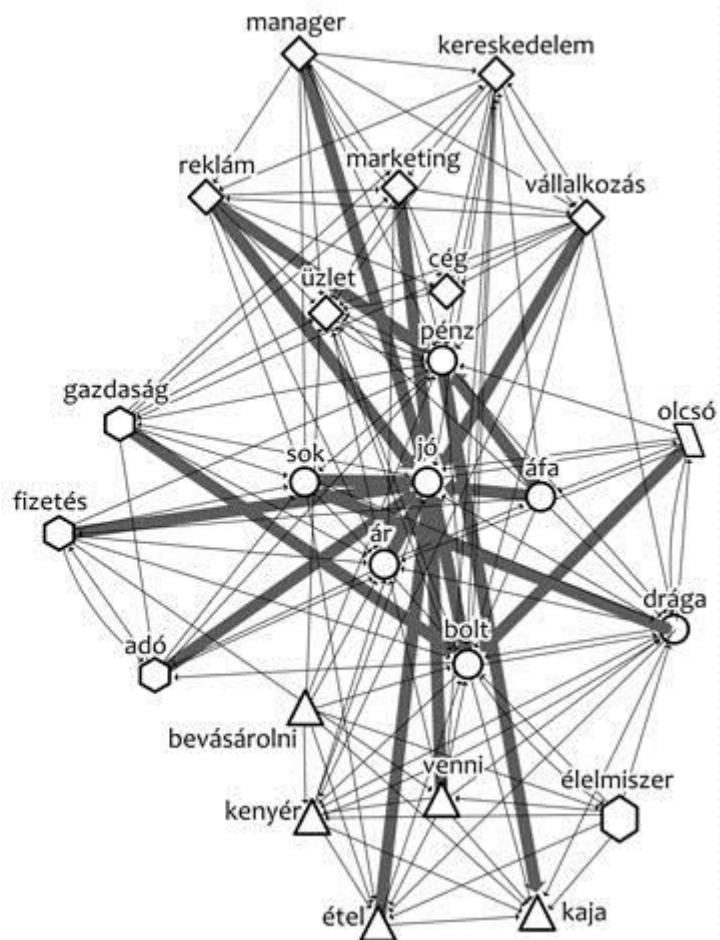 manager
kereskedelem
marketing
reklám
vállalkozás
cég
üzlet
pénz
gazdaság
olcsó
sok
jó
áfa
fizetés
ár
drága
bolt
adó
bevásárolni
venni
élelmiszer
kenyér
étel
kaja